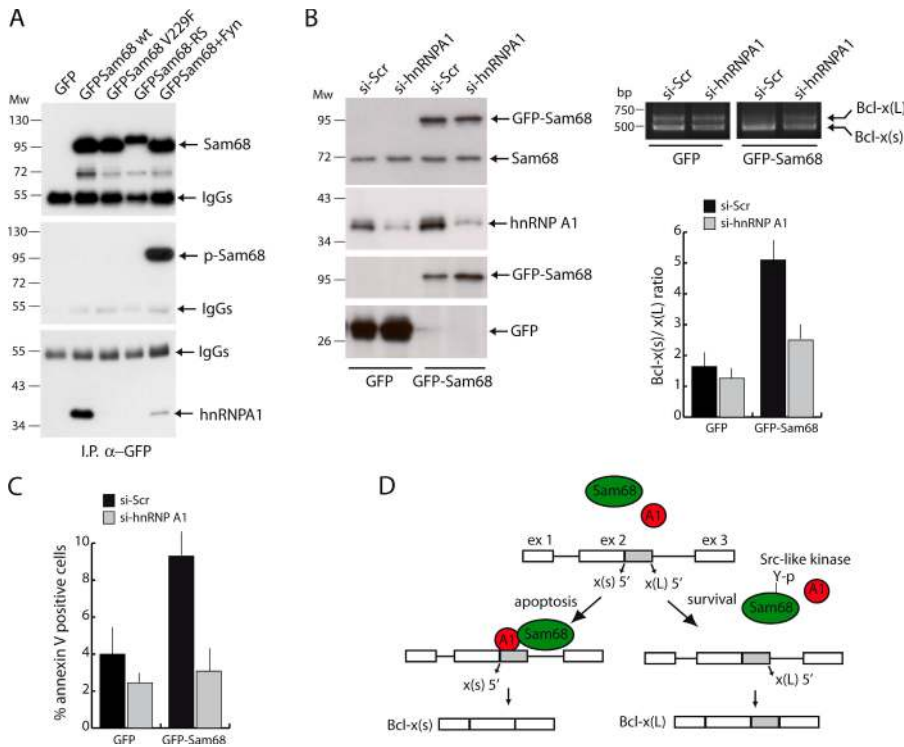 A
GFP
GFPSam68 wt
GFPSam68 V229F
GFPSam68-RS
GFPSam68+Fyn
Mw
130
95
72
55
Sam68
IgGs
130
95
72
55
p-Sam68
IgGs
55
43
34
IgGs
hnRNPA1
I.P. α-GFP
B
si-Scr
si-hnRNPA1
si-Scr
si-hnRNPA1
Mw
95
72
GFP-Sam68
Sam68
43
34
hnRNP A1
95
GFP-Sam68
26
GFP
GFP
GFP-Sam68
si-Scr
si-hnRNPA1
si-Scr
si-hnRNPA1
bp
750
500
Bcl-x(L)
Bcl-x(s)
GFP
GFP-Sam68
si-Scr
si-hnRNP A1
Bcl-x(s)/ x(L) ratio
6
5
4
3
2
1
0
GFP
GFP-Sam68
C
si-Scr
si-hnRNP A1
% annexin V positive cells
10
8
6
4
2
0
GFP
GFP-Sam68
D
Sam68
A1
ex 1
ex 2
ex 3
x(s) 5'
x(L) 5'
Src-like kinase
Y-p
Sam68
A1
apoptosis
survival
A1
Sam68
x(s) 5'
x(L) 5'
Bcl-x(s)
Bcl-x(L)